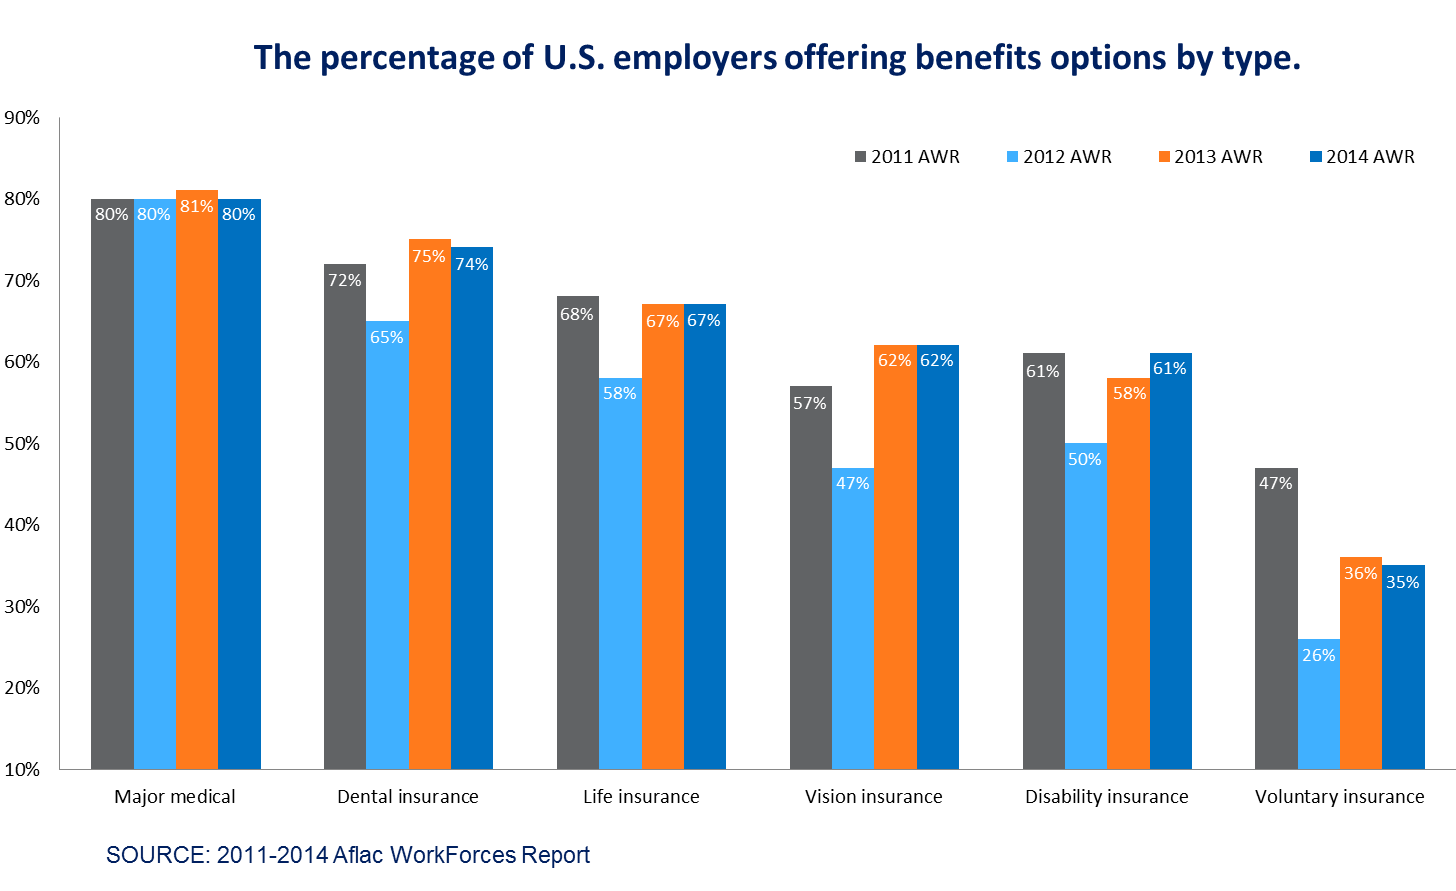 The percentage of U.S. employers offering benefits options by type.
90%
2011 AWR 2012 AWR 2013 AWR 2014 AWR
80%
70%
60%
50%
40%
30%
20%
10%
80% 80% 81% 80%
72% 65% 75% 74%
68% 58% 67% 67%
57% 47% 62% 62%
61% 50% 58% 61%
47% 26% 36% 35%
Major medical Dental insurance Life insurance Vision insurance Disability insurance Voluntary insurance
SOURCE: 2011-2014 Aflac WorkForces Report